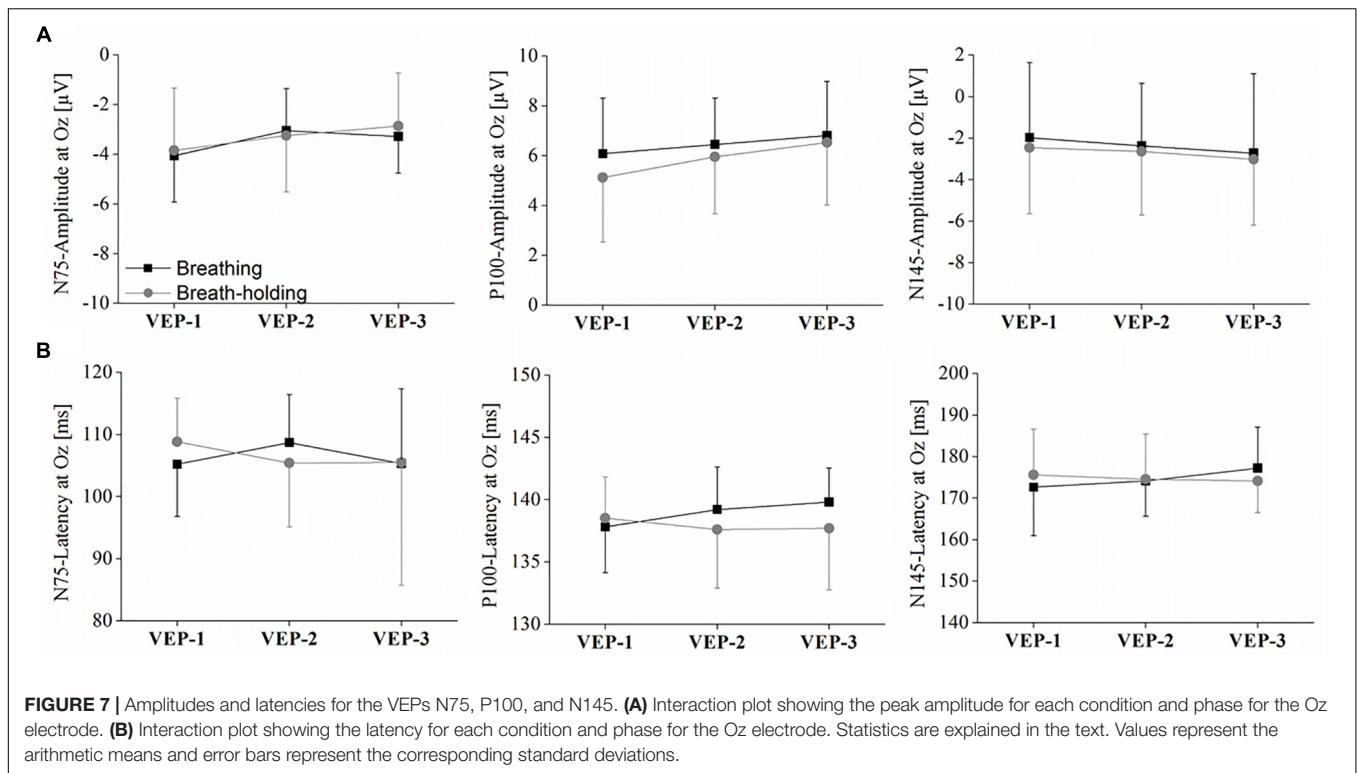 A
N75-Amplitude at Oz [µV]
0
-2
-4
-6
-8
-10
Breathing
Breath-holding
VEP-1 VEP-2 VEP-3
P100-Amplitude at Oz [µV]
10
8
6
4
2
0
VEP-1 VEP-2 VEP-3
N145-Amplitude at Oz [µV]
2
0
-2
-4
-6
-8
-10
VEP-1 VEP-2 VEP-3
B
N75-Latency at Oz [ms]
120
110
100
90
80
VEP-1 VEP-2 VEP-3
P100-Latency at Oz [ms]
150
145
140
135
130
VEP-1 VEP-2 VEP-3
N145-Latency at Oz [ms]
200
190
180
170
160
150
140
VEP-1 VEP-2 VEP-3
FIGURE 7 | Amplitudes and latencies for the VEPs N75, P100, and N145. (A) Interaction plot showing the peak amplitude for each condition and phase for the Oz
electrode. (B) Interaction plot showing the latency for each condition and phase for the Oz electrode. Statistics are explained in the text. Values represent the
arithmetic means and error bars represent the corresponding standard deviations.